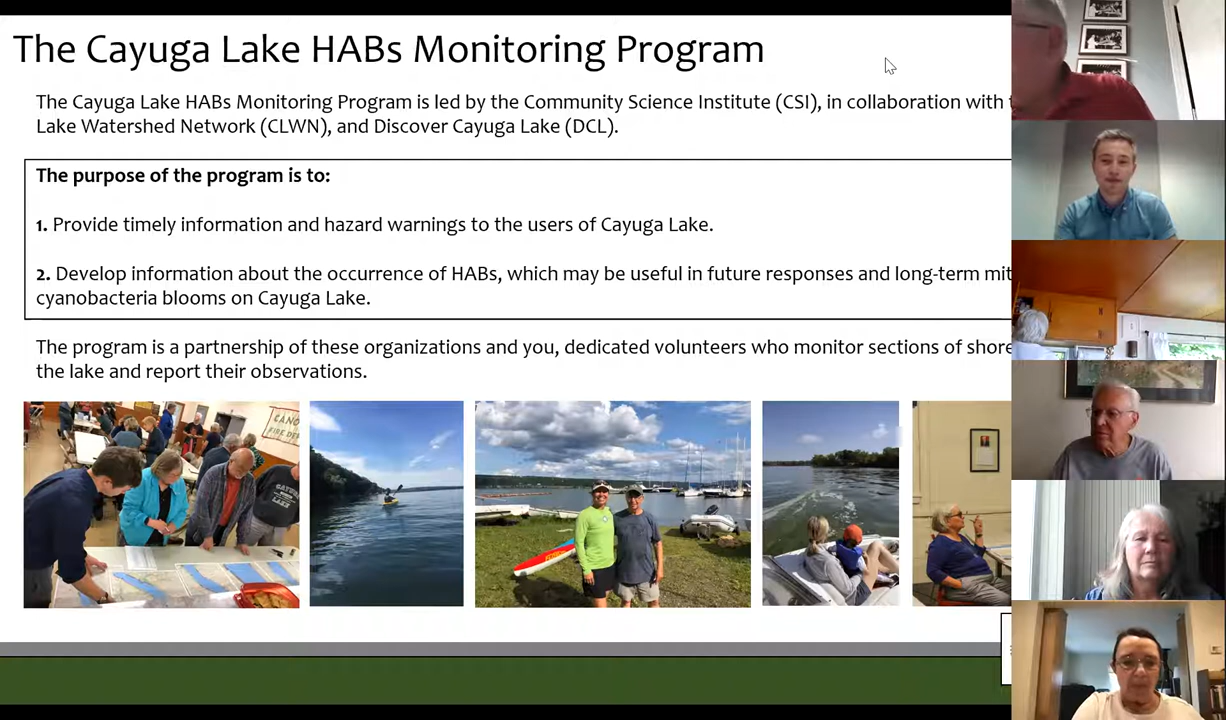 The Cayuga Lake HABs Monitoring Program
The Cayuga Lake HABs Monitoring Program is led by the Community Science Institute (CSI), in collaboration with
Lake Watershed Network (CLWN), and Discover Cayuga Lake (DCL).
The purpose of the program is to:
1. Provide timely information and hazard warnings to the users of Cayuga Lake.
2. Develop information about the occurrence of HABs, which may be useful in future responses and long-term
cyanobacteria blooms on Cayuga Lake.
The program is a partnership of these organizations and you, dedicated volunteers who monitor sections of
the lake and report their observations.